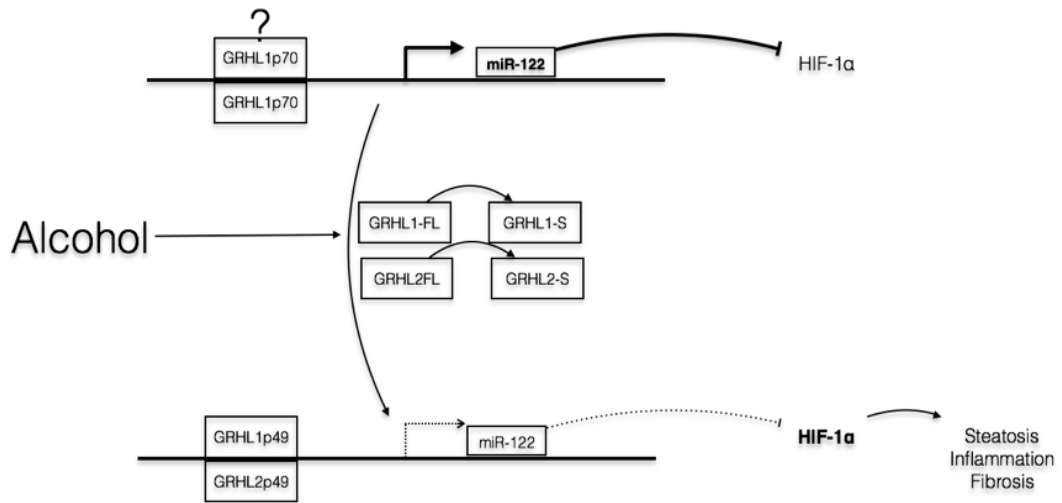 ?
GRHL1p70
GRHL1p70
miR-122
HIF-1α
Alcohol
GRHL1-FL
GRHL1-S
GRHL2FL
GRHL2-S
GRHL1p49
GRHL2p49
miR-122
HIF-1α
Steatosis
Inflammation
Fibrosis